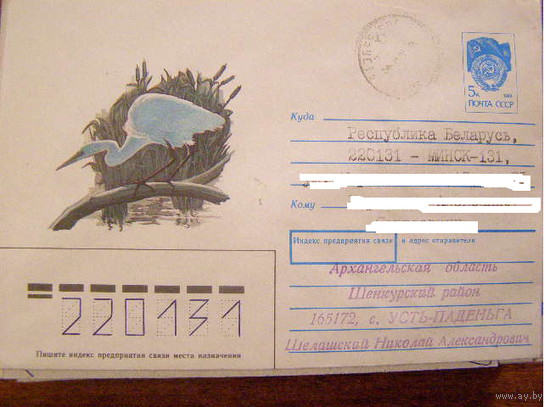 5к
ПОЧТА СССР
Куда
Республика Беларусь,
220131 - МИНСК-131,
Кому
Индекс предприятия связи и адрес отправителя
Архангельская область
Шенкурский район
165172, с. УСТЬ-ПАДЕНЬГА
Шелашский Николай Александрович
220131
Пишите индекс предприятия связи места назначения
www.ay.by